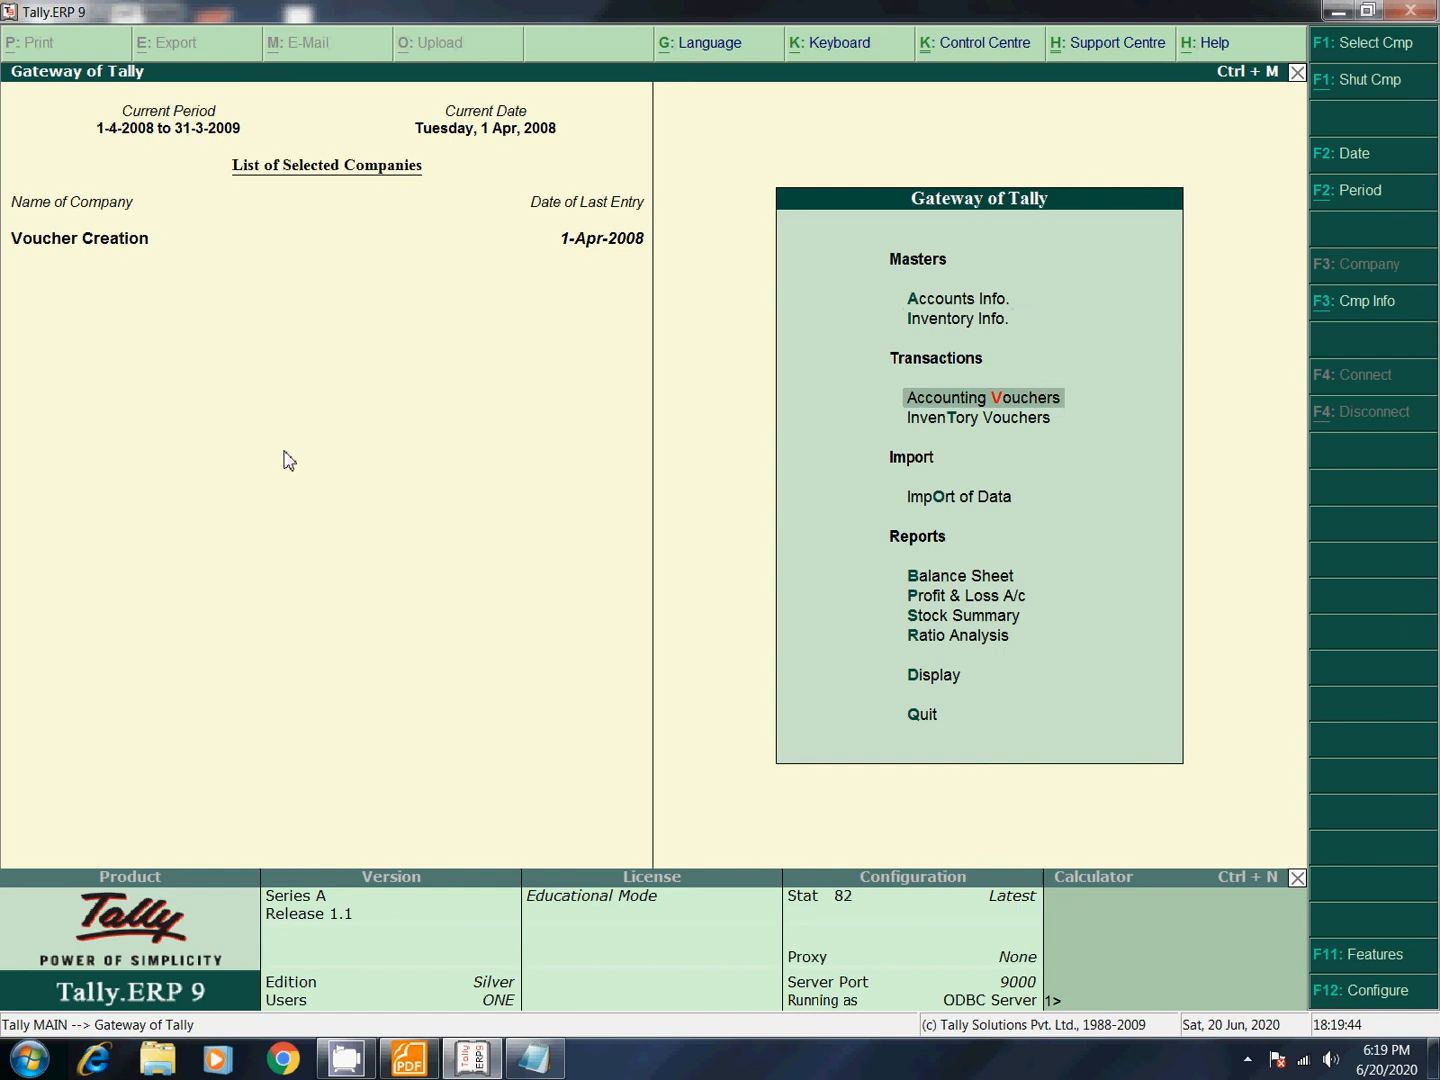 Tally.ERP 9
P: Print
E: Export
M: E-Mail
O: Upload
G: Language
K: Keyboard
K: Control Centre
H: Support Centre
H: Help
F1: Select Cmp
Gateway of Tally
Ctrl + M
F1: Shut Cmp
Current Period
1-4-2008 to 31-3-2009
Current Date
Tuesday, 1 Apr, 2008
List of Selected Companies
Name of Company
Date of Last Entry
Voucher Creation
1-Apr-2008
Gateway of Tally
Masters
Accounts Info.
Inventory Info.
Transactions
Accounting Vouchers
InvenTory Vouchers
Import
ImpOrt of Data
Reports
Balance Sheet
Profit & Loss A/c
Stock Summary
Ratio Analysis
Display
Quit
F2: Date
F2: Period
F3: Company
F3: Cmp Info
F4: Connect
F4: Disconnect
F11: Features
F12: Configure
Product
Tally
POWER OF SIMPLICITY
Tally.ERP 9
Version
Series A
Release 1.1
Edition Silver
Users ONE
License
Educational Mode
Configuration
Stat 82 Latest
Proxy None
Server Port 9000
Running as ODBC Server
Calculator Ctrl + N
1>
Tally MAIN --> Gateway of Tally
(c) Tally Solutions Pvt. Ltd., 1988-2009
Sat, 20 Jun, 2020
18:19:44
PDF
Tally
ERP9
6:19 PM
6/20/2020